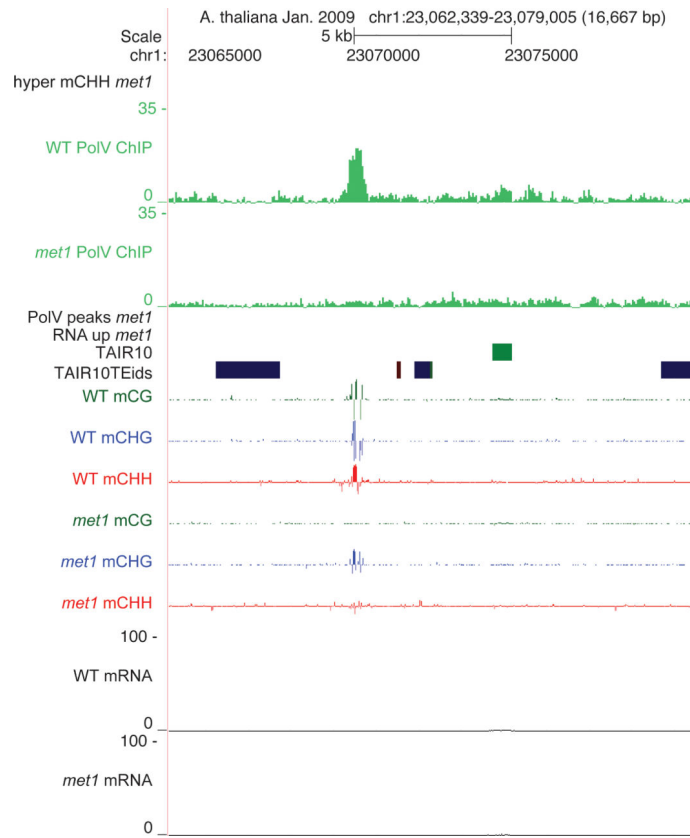 A. thaliana Jan. 2009 chr1:23,062,339-23,079,005 (16,667 bp)
Scale 5 kb
chr1: 23065000 23070000 23075000
hyper mCHH met1
35 -
WT PolV ChIP
0 _
35 -
met1 PolV ChIP
0 _
PolV peaks met1
RNA up met1
TAIR10
TAIR10TEids
WT mCG
WT mCHG
WT mCHH
met1 mCG
met1 mCHG
met1 mCHH
100 -
WT mRNA
0 _
100 -
met1 mRNA
0 _